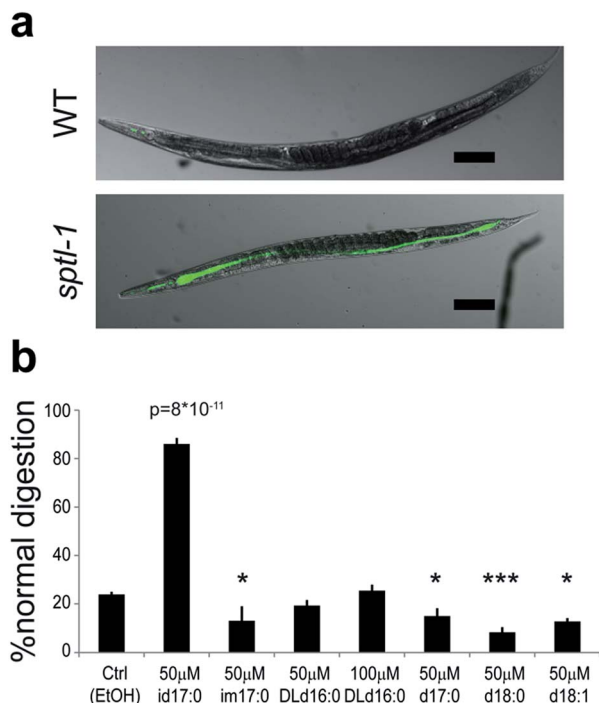 a
WT
sptl-1
b
%normal digestion
100
80
60
40
20
0
p=8*10-11
*
*
***
*
Ctrl (EtOH)
50μM id17:0
50μM im17:0
50μM DLd16:0
100μM DLd16:0
50μM d17:0
50μM d18:0
50μM d18:1